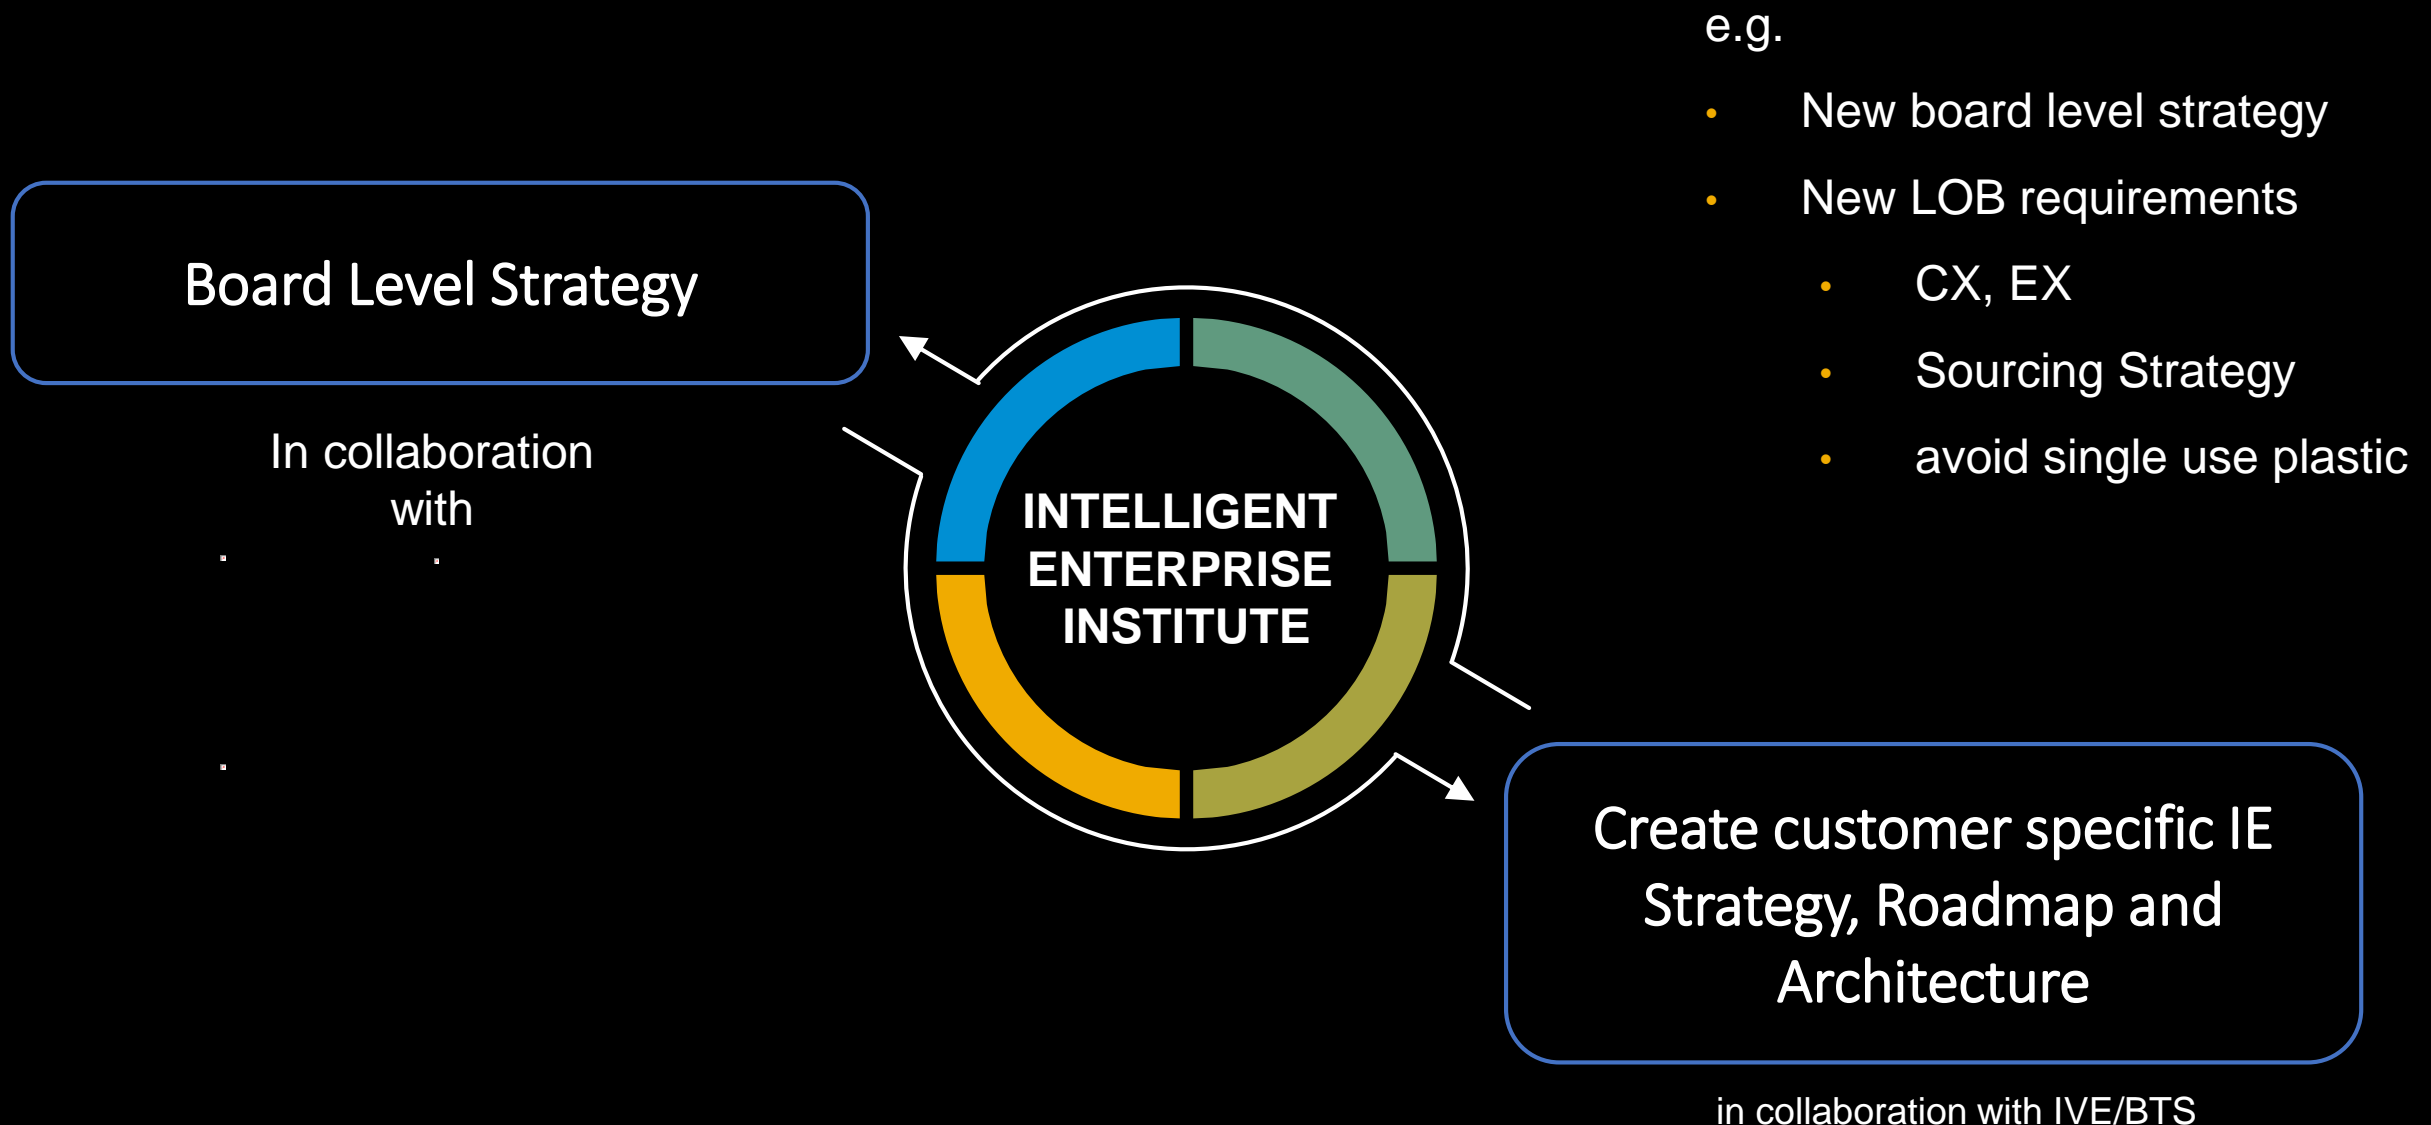 e.g.
• New board level strategy
• New LOB requirements
• CX, EX
• Sourcing Strategy
• avoid single use plastic
Board Level Strategy
In collaboration
with
INTELLIGENT
ENTERPRISE
INSTITUTE
Create customer specific IE
Strategy, Roadmap and
Architecture
in collaboration with IVE/BTS